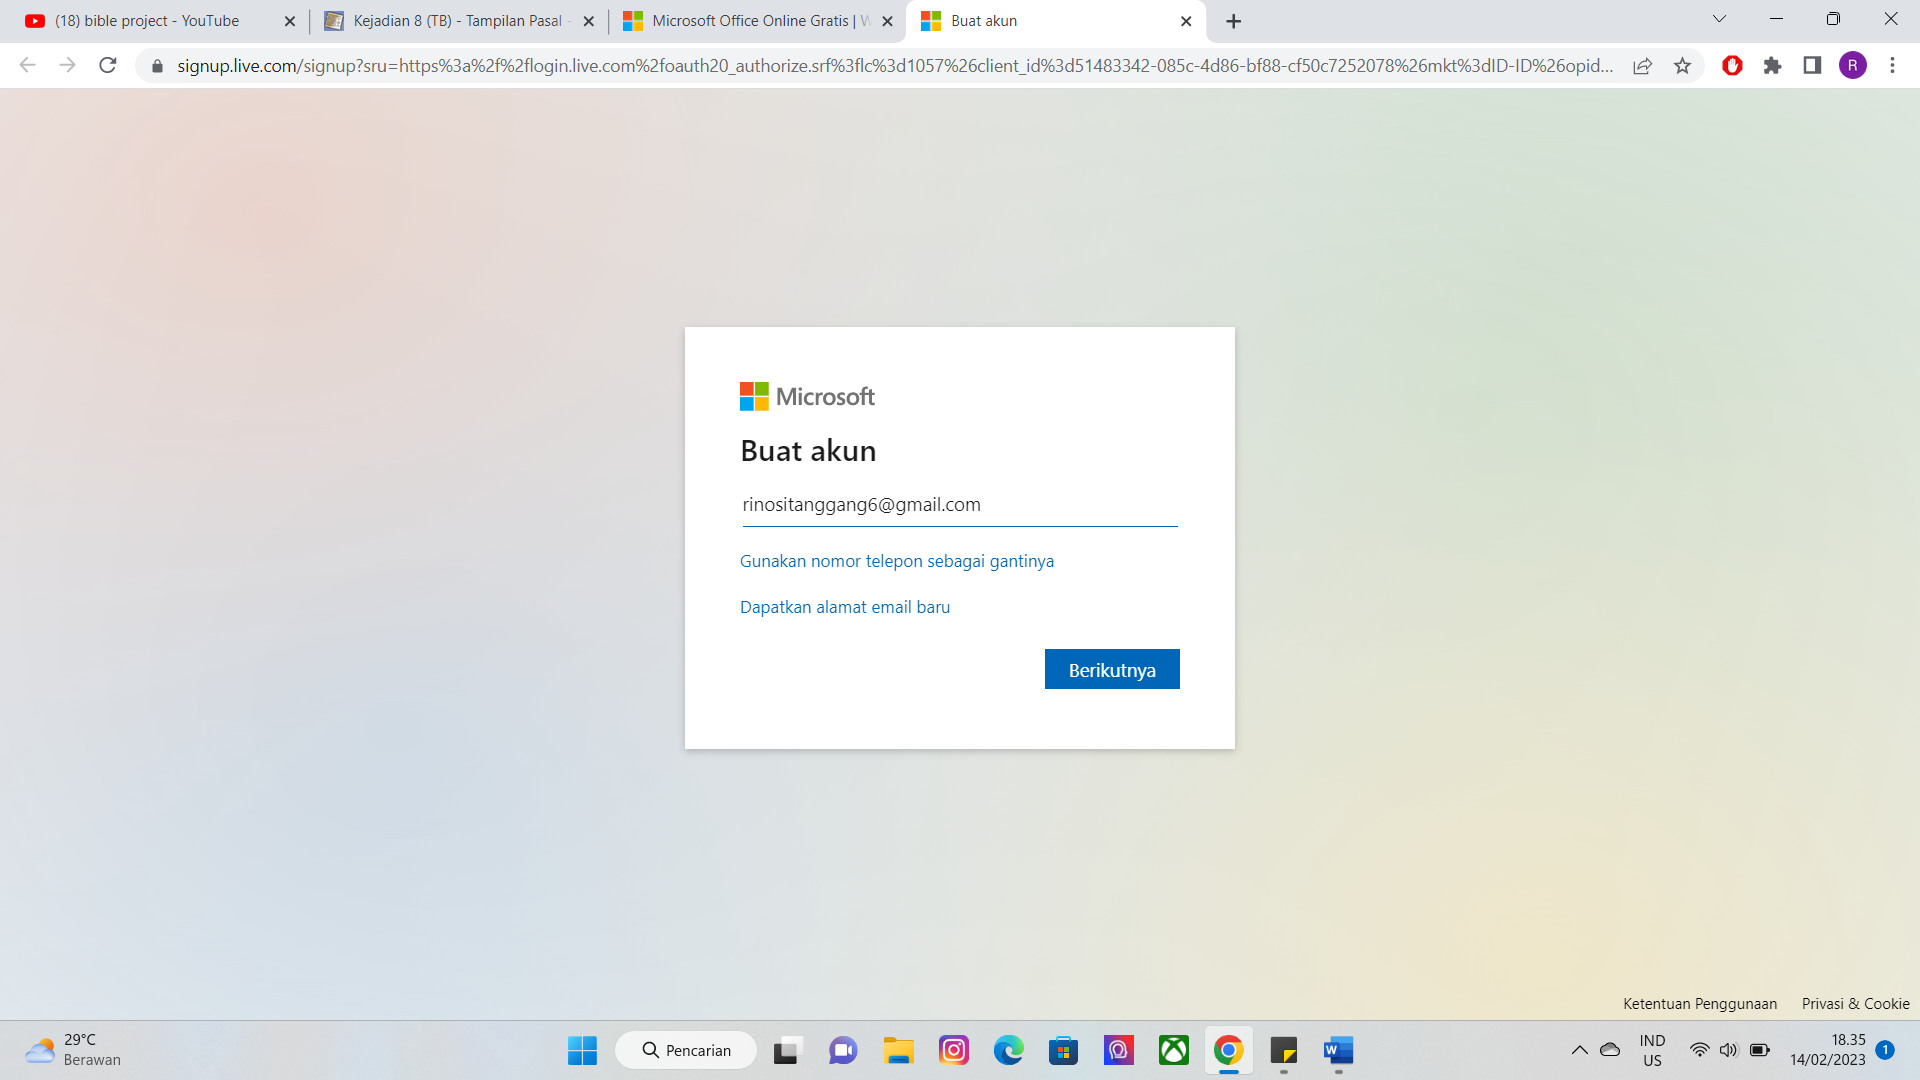 (18) bible project - YouTube
Kejadian 8 (TB) - Tampilan Pasal -
Microsoft Office Online Gratis | W
Buat akun
signup.live.com/signup?sru=https%3a%2f%2flogin.live.com%2foauth20_authorize.srf%3flc%3d1057%26client_id%3d51483342-085c-4d86-bf88-cf50c7252078%26mkt%3dID-ID%26opid...
R
Microsoft
Buat akun
rinositanggang6@gmail.com
Gunakan nomor telepon sebagai gantinya
Dapatkan alamat email baru
Berikutnya
Ketentuan Penggunaan
Privasi & Cookie
29°C
Berawan
Pencarian
IND
US
18.35
14/02/2023
1